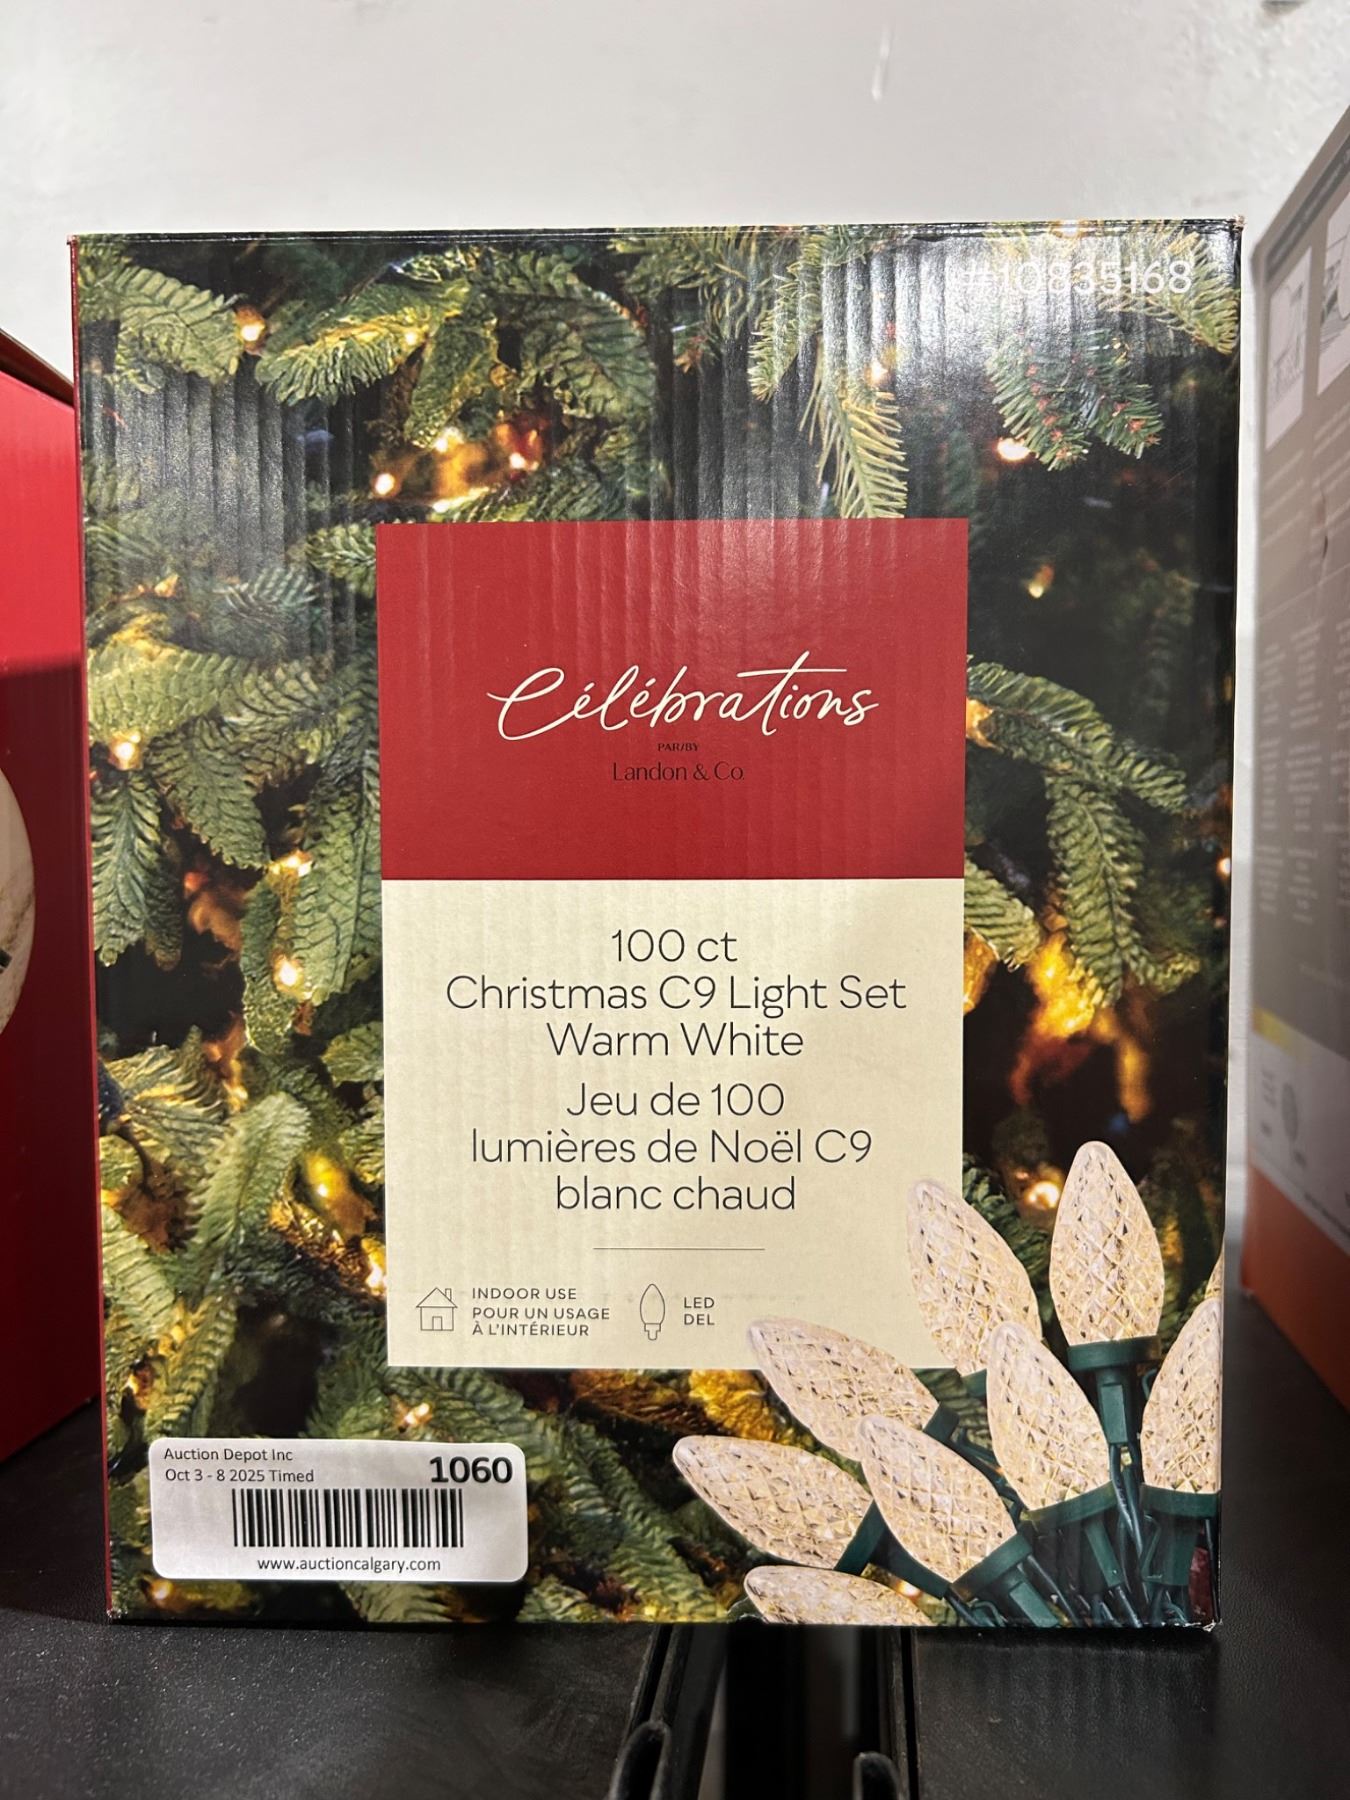 #10835168
Célébrations
PAR/BY
Landon & Co.
100 ct
Christmas C9 Light Set
Warm White
Jeu de 100
lumières de Noël C9
blanc chaud
INDOOR USE
POUR UN USAGE
À L'INTÉRIEUR
LED
DEL
Auction Depot Inc
Oct 3 - 8 2025 Timed
1060
www.auctioncalgary.com